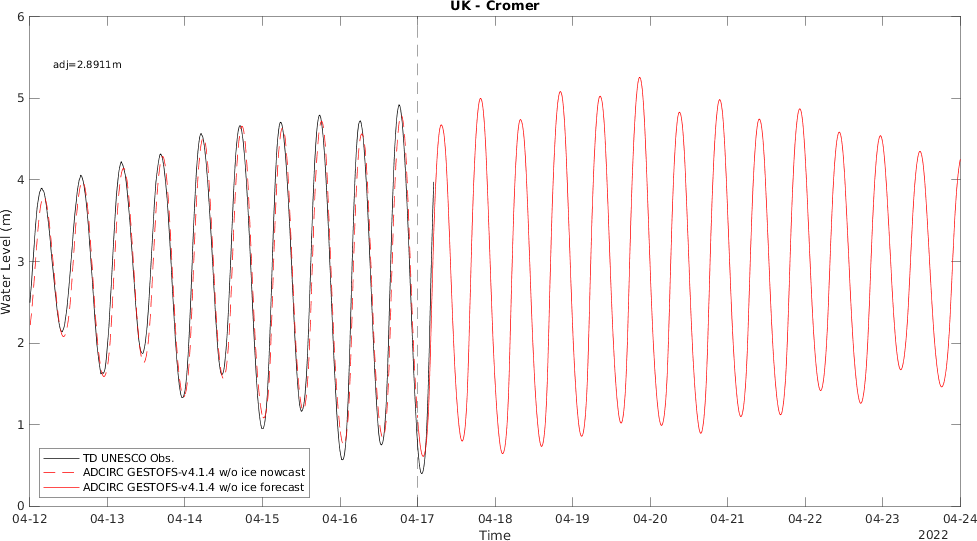 UK - Cromer
6
adj=2.8911m
5
4
3
2
1
0
Water Level (m)
TD UNESCO Obs.
ADCIRC GESTOFS-v4.1.4 w/o ice nowcast
ADCIRC GESTOFS-v4.1.4 w/o ice forecast
04-12 04-13 04-14 04-15 04-16 04-17 04-18 04-19 04-20 04-21 04-22 04-23 04-24
Time
2022